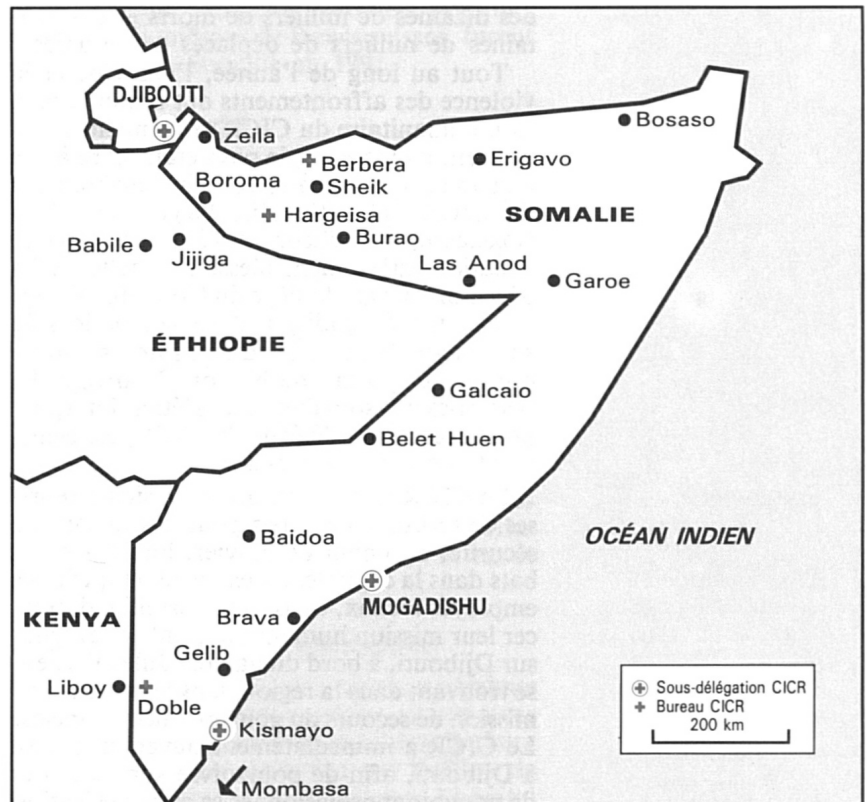 DJIBOUTI
Zeila
Bosaso
Berbera
Erigavo
Boroma
Sheik
Hargeisa
SOMALIE
Babile
Jijiga
Burao
Las Anod
Garoe
ÉTHIOPIE
Galcaio
Belet Huen
OCÉAN INDIEN
Baidoa
MOGADISHU
KENYA
Brava
Gelib
Liboy
Doble
Kismayo
Mombasa
Sous-délégation CICR
Bureau CICR
200 km